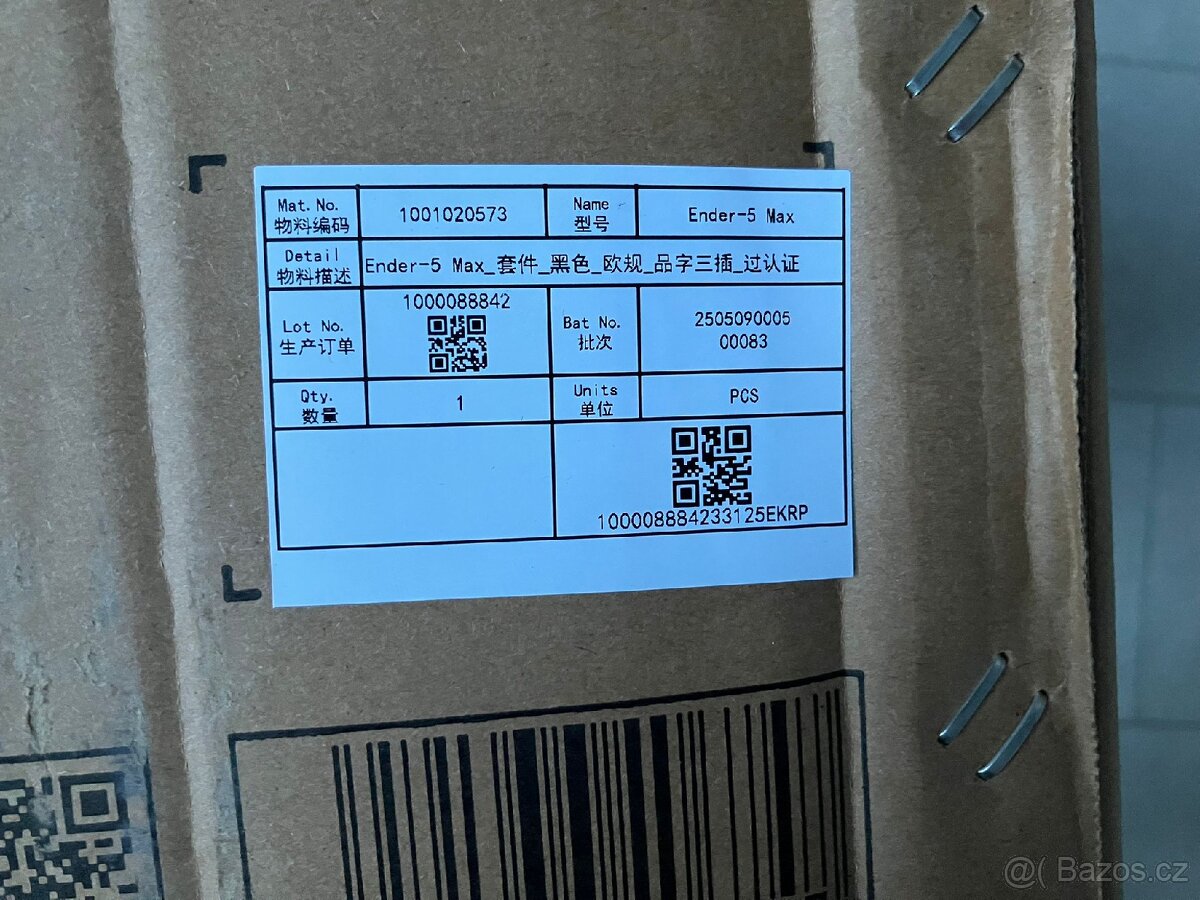 Mat. No.
物料编码
1001020573
Name
型号
Ender-5 Max
Detail
物料描述
Ender-5 Max_套件_黑色_欧规_品字三插_过认证
Lot No.
生产订单
1000088842
Bat No.
批次
2505090005
00083
Qty.
数量
1
Units
单位
PCS
100008884233125EKRP
@( Bazos.cz